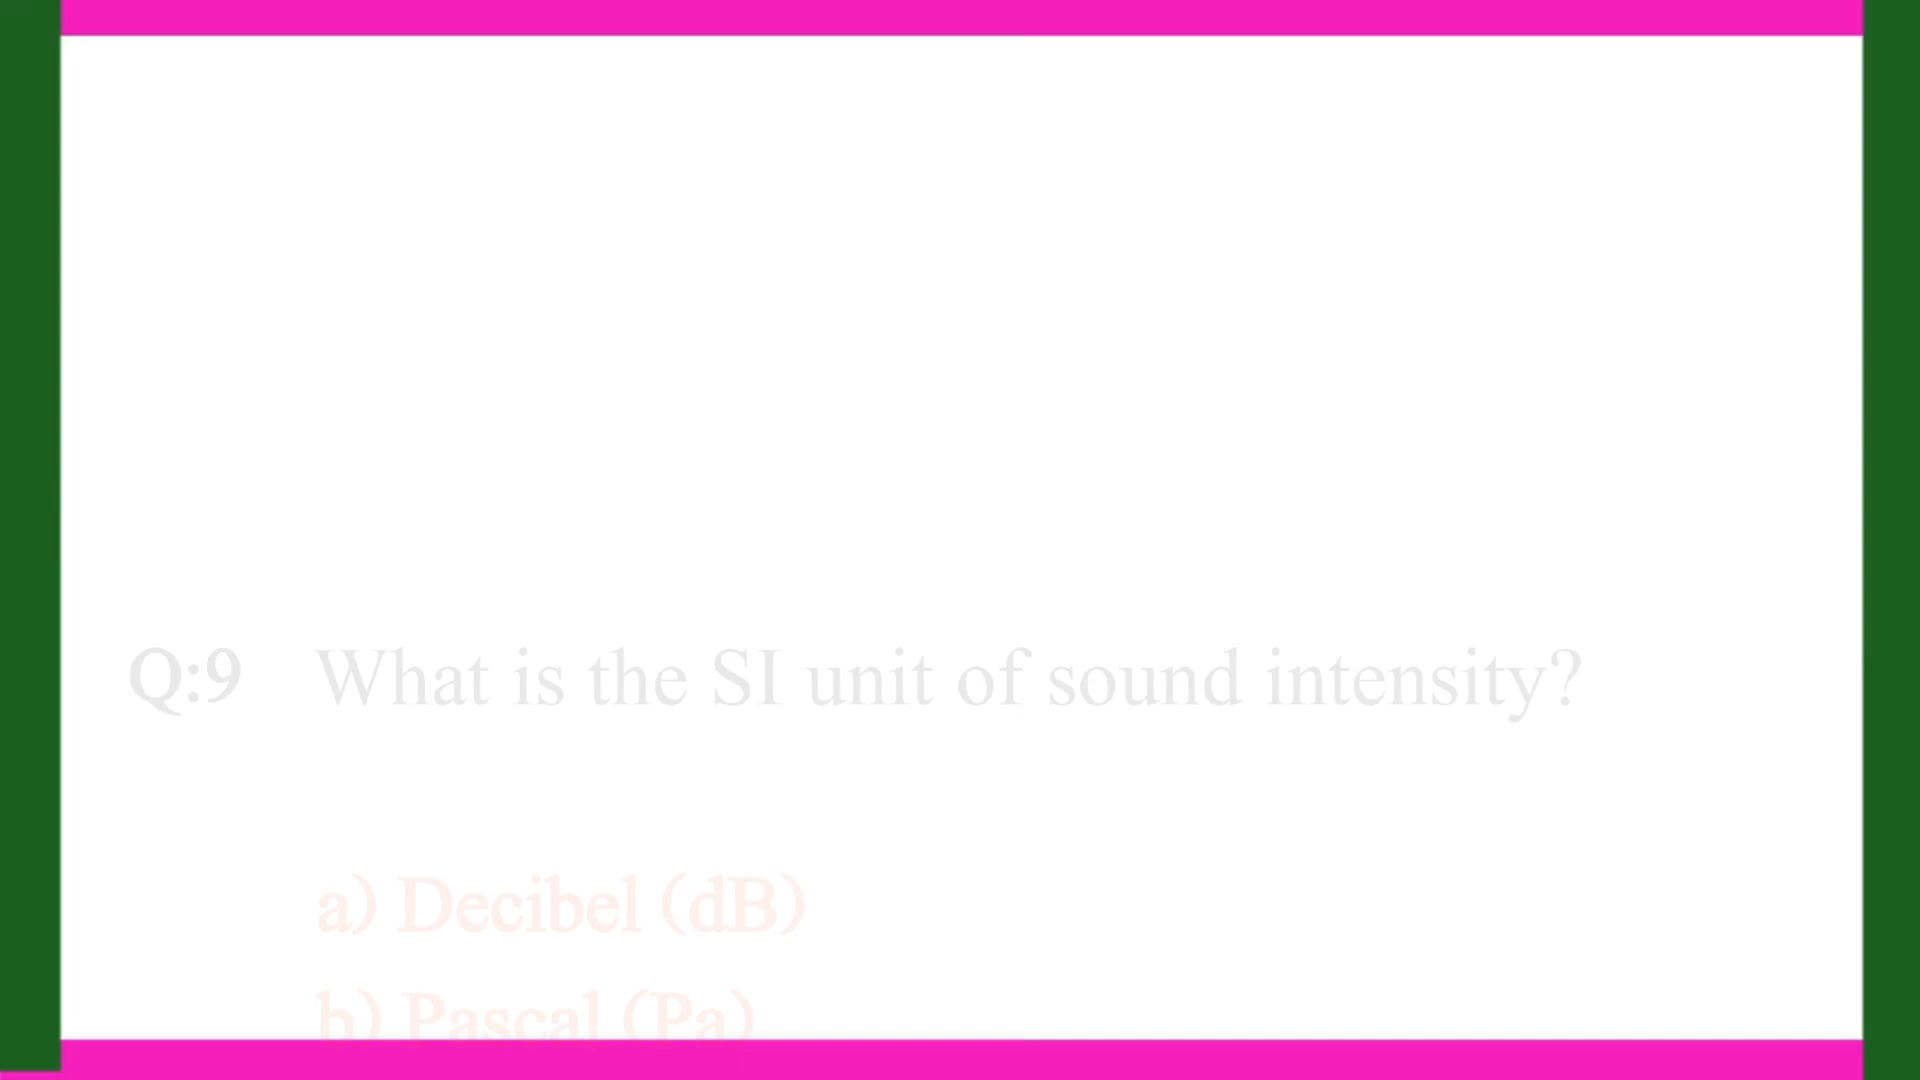 Q:9 What is the SI unit of sound intensity?
a) Decibel (dB)
b) Pascal (Pa)